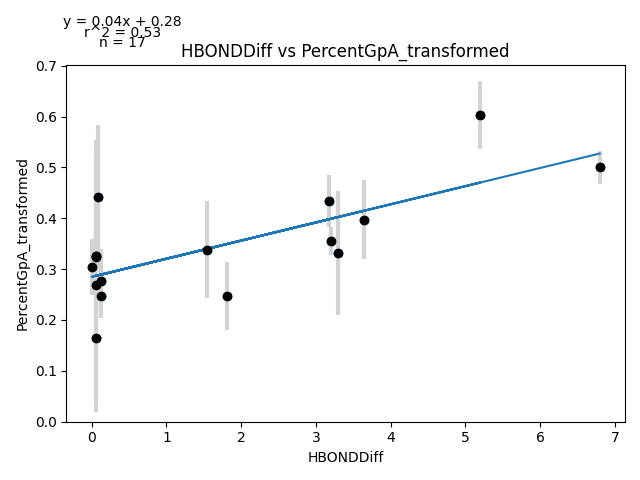 y = 0.04x + 0.28
r^2 = 0.53
n = 17
HBONDDiff vs PercentGpA_transformed
PercentGpA_transformed
0.7
0.6
0.5
0.4
0.3
0.2
0.1
0.0
0 1 2 3 4 5 6 7
HBONDDiff